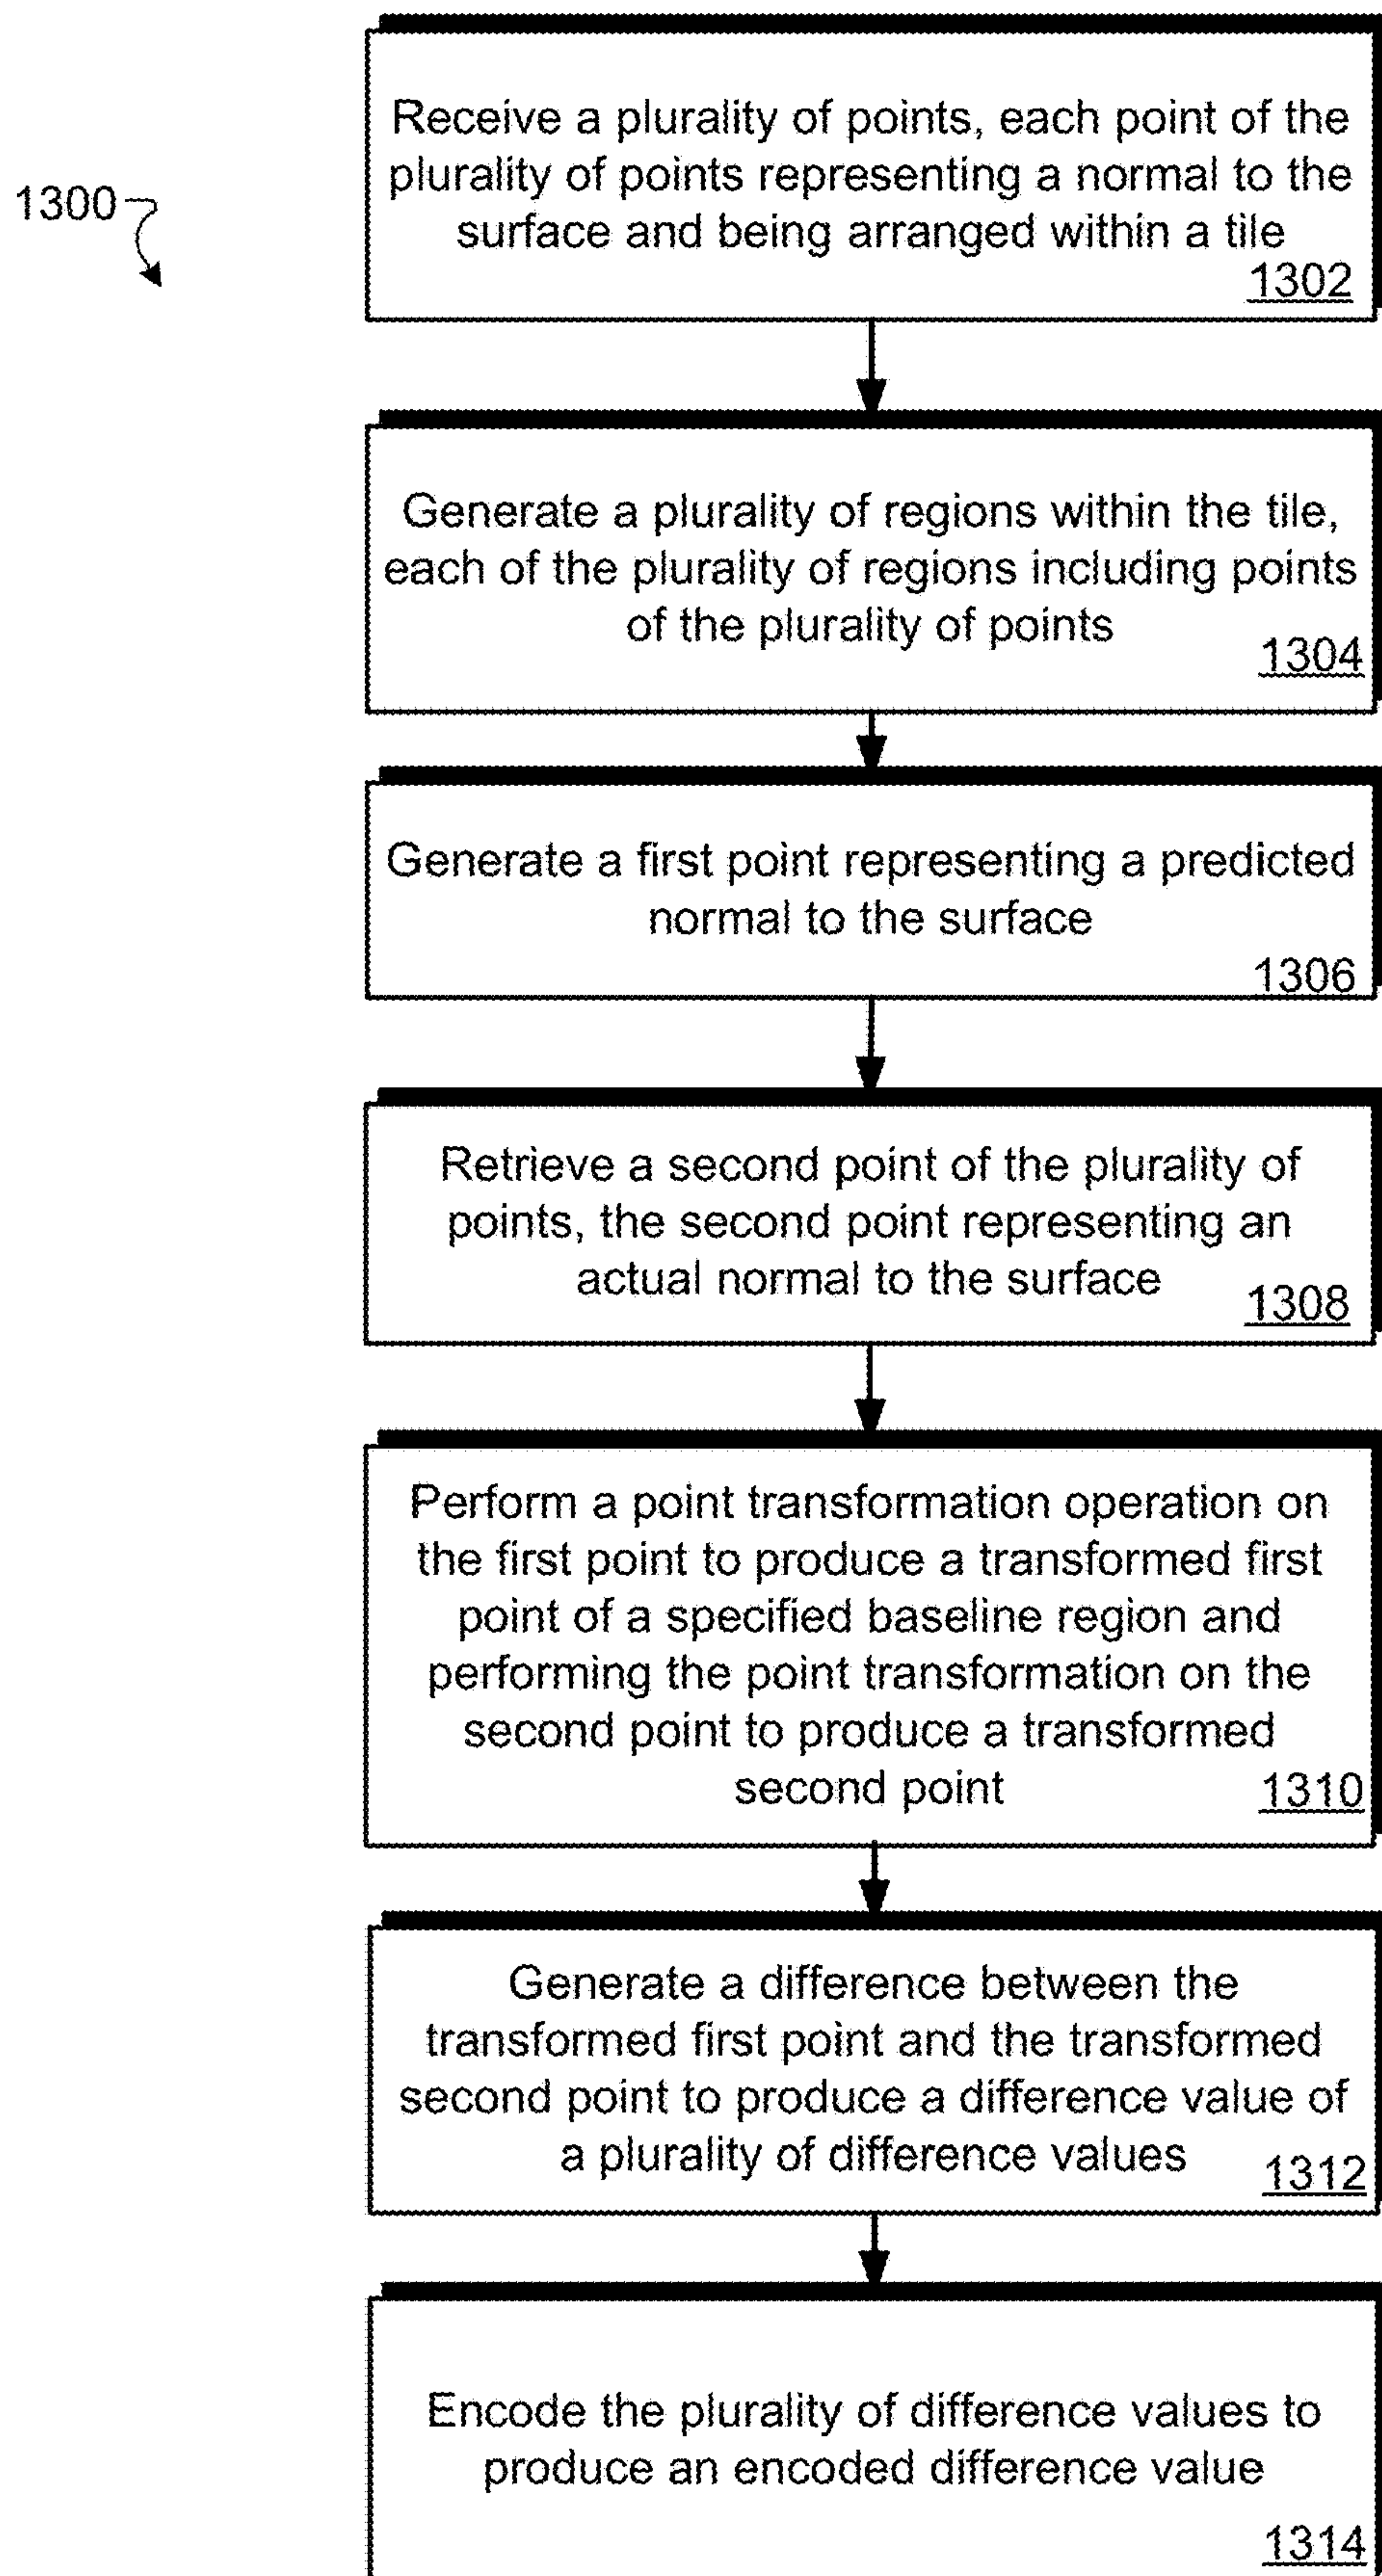 1300
Receive a plurality of points, each point of the
plurality of points representing a normal to the
surface and being arranged within a tile
1302
Generate a plurality of regions within the tile,
each of the plurality of regions including points
of the plurality of points
1304
Generate a first point representing a predicted
normal to the surface
1306
Retrieve a second point of the plurality of
points, the second point representing an
actual normal to the surface
1308
Perform a point transformation operation on
the first point to produce a transformed first
point of a specified baseline region and
performing the point transformation on the
second point to produce a transformed
second point
1310
Generate a difference between the
transformed first point and the transformed
second point to produce a difference value of
a plurality of difference values
1312
Encode the plurality of difference values to
produce an encoded difference value
1314